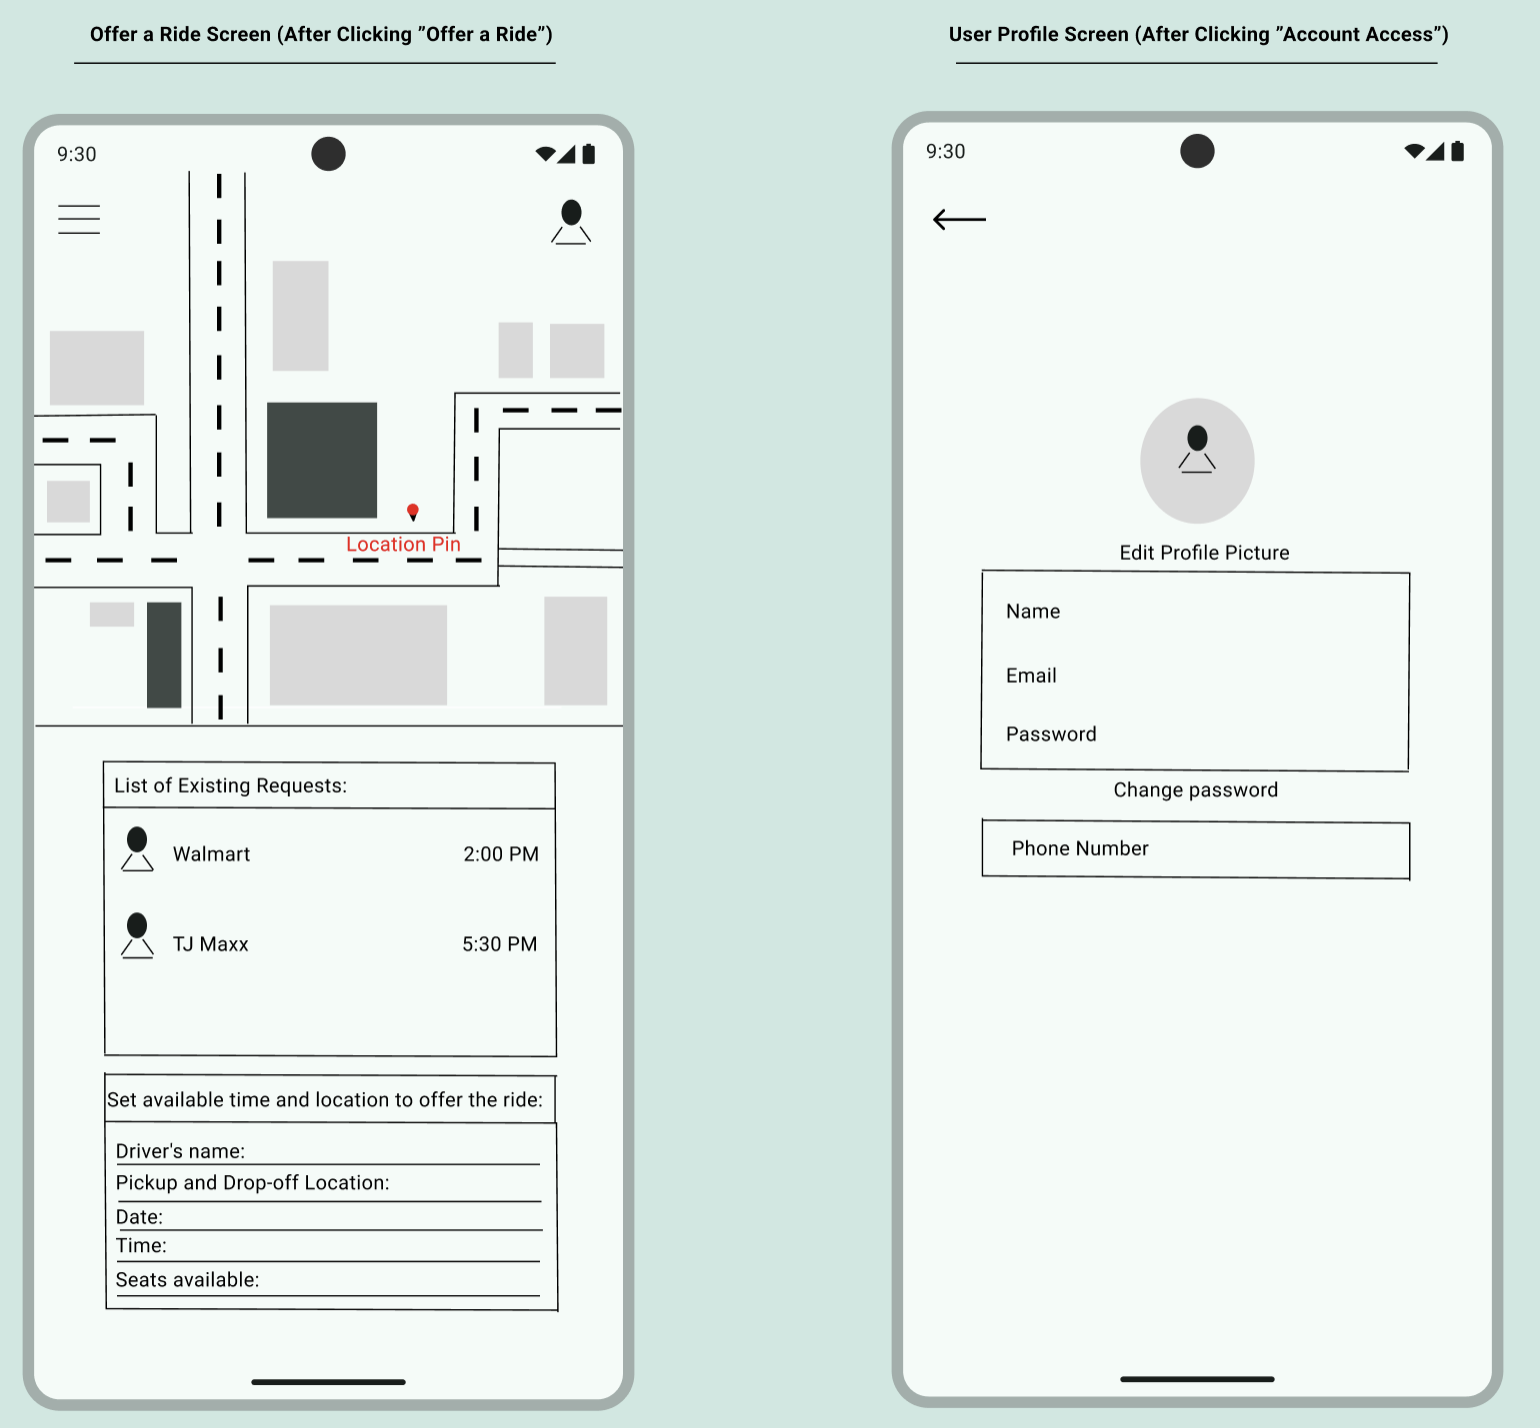 Offer a Ride Screen (After Clicking ”Offer a Ride”)
9:30
Location Pin
List of Existing Requests:
Walmart 2:00 PM
TJ Maxx 5:30 PM
Set available time and location to offer the ride:
Driver's name:
Pickup and Drop-off Location:
Date:
Time:
Seats available:
User Profile Screen (After Clicking ”Account Access”)
9:30
Edit Profile Picture
Name
Email
Password
Change password
Phone Number